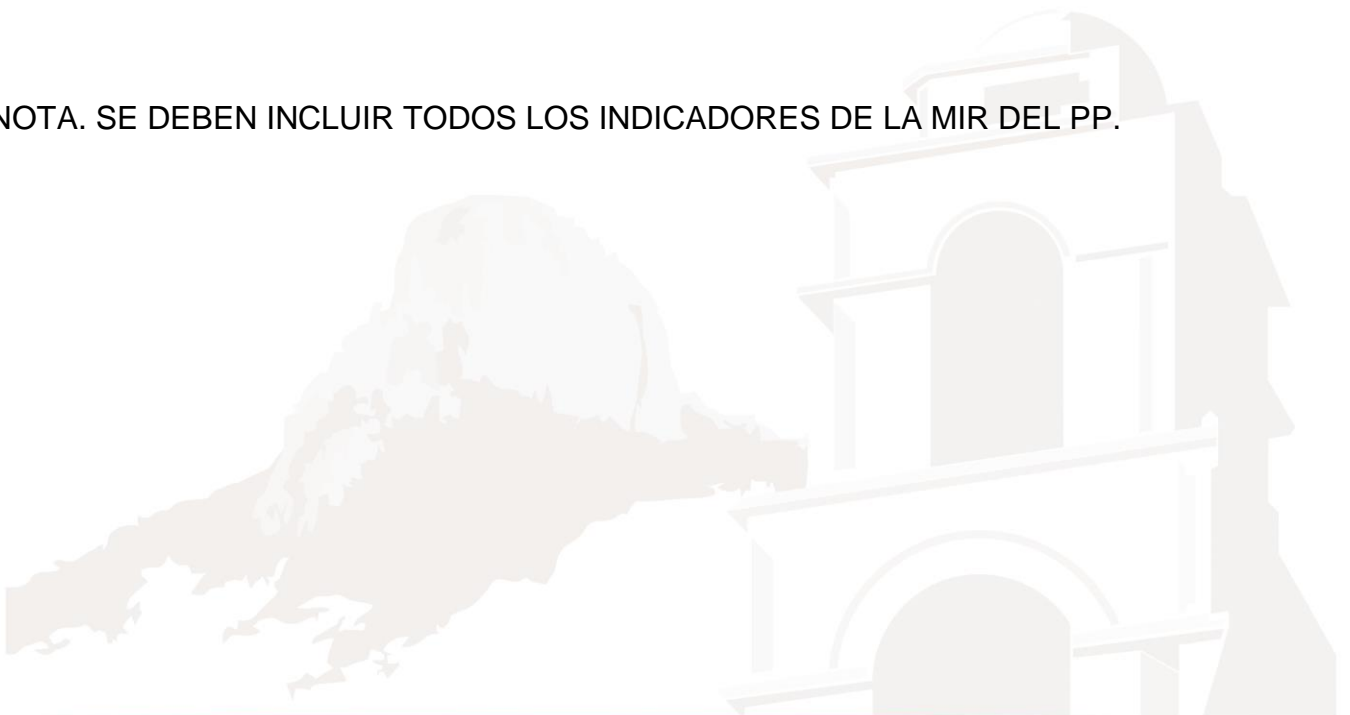 NOTA. SE DEBEN INCLUIR TODOS LOS INDICADORES DE LA MIR DEL PP.